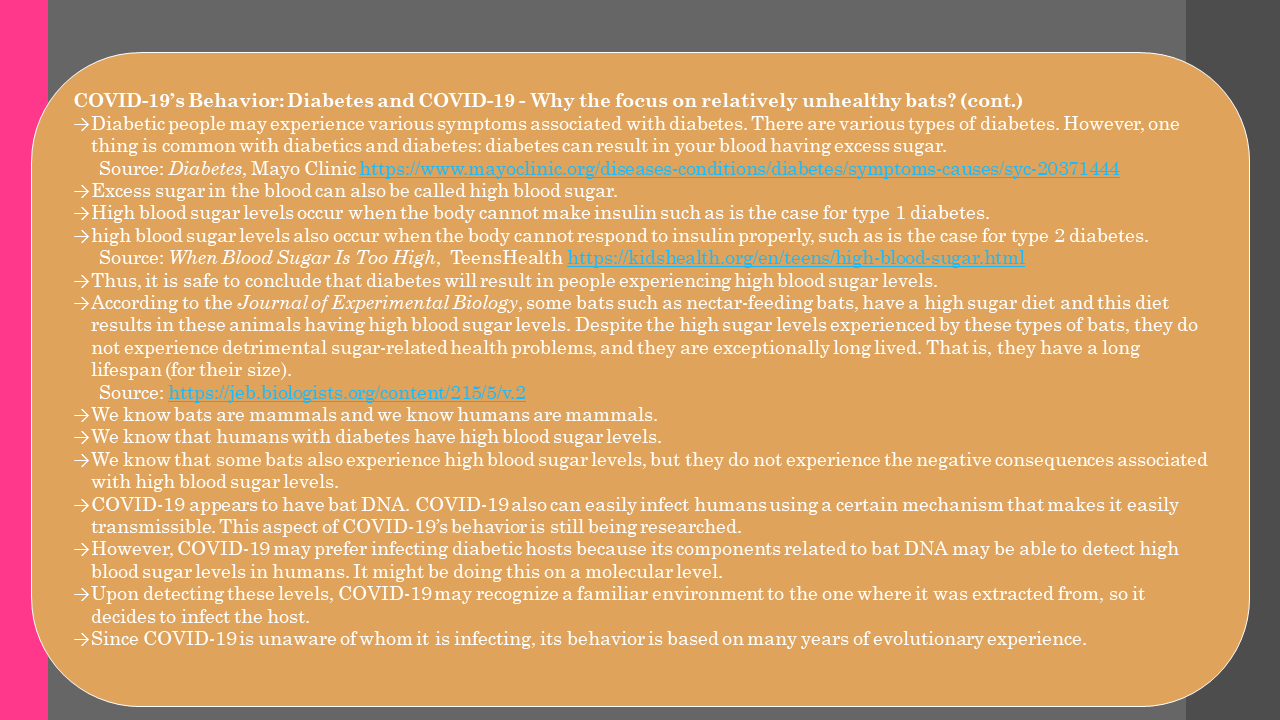 COVID-19’s Behavior: Diabetes and COVID-19 - Why the focus on relatively unhealthy bats? (cont.)
→Diabetic people may experience various symptoms associated with diabetes. There are various types of diabetes. However, one
thing is common with diabetics and diabetes: diabetes can result in your blood having excess sugar.
Source: Diabetes, Mayo Clinic https://www.mayoclinic.org/diseases-conditions/diabetes/symptoms-causes/syc-20371444
→Excess sugar in the blood can also be called high blood sugar.
→High blood sugar levels occur when the body cannot make insulin such as is the case for type 1 diabetes.
→high blood sugar levels also occur when the body cannot respond to insulin properly, such as is the case for type 2 diabetes.
Source: When Blood Sugar Is Too High, TeensHealth https://kidshealth.org/en/teens/high-blood-sugar.html
→Thus, it is safe to conclude that diabetes will result in people experiencing high blood sugar levels.
→According to the Journal of Experimental Biology, some bats such as nectar-feeding bats, have a high sugar diet and this diet
results in these animals having high blood sugar levels. Despite the high sugar levels experienced by these types of bats, they do
not experience detrimental sugar-related health problems, and they are exceptionally long lived. That is, they have a long
lifespan (for their size).
Source: https://jeb.biologists.org/content/215/5/v.2
→We know bats are mammals and we know humans are mammals.
→We know that humans with diabetes have high blood sugar levels.
→We know that some bats also experience high blood sugar levels, but they do not experience the negative consequences associated
with high blood sugar levels.
→COVID-19 appears to have bat DNA. COVID-19 also can easily infect humans using a certain mechanism that makes it easily
transmissible. This aspect of COVID-19’s behavior is still being researched.
→However, COVID-19 may prefer infecting diabetic hosts because its components related to bat DNA may be able to detect high
blood sugar levels in humans. It might be doing this on a molecular level.
→Upon detecting these levels, COVID-19 may recognize a familiar environment to the one where it was extracted from, so it
decides to infect the host.
→Since COVID-19 is unaware of whom it is infecting, its behavior is based on many years of evolutionary experience.